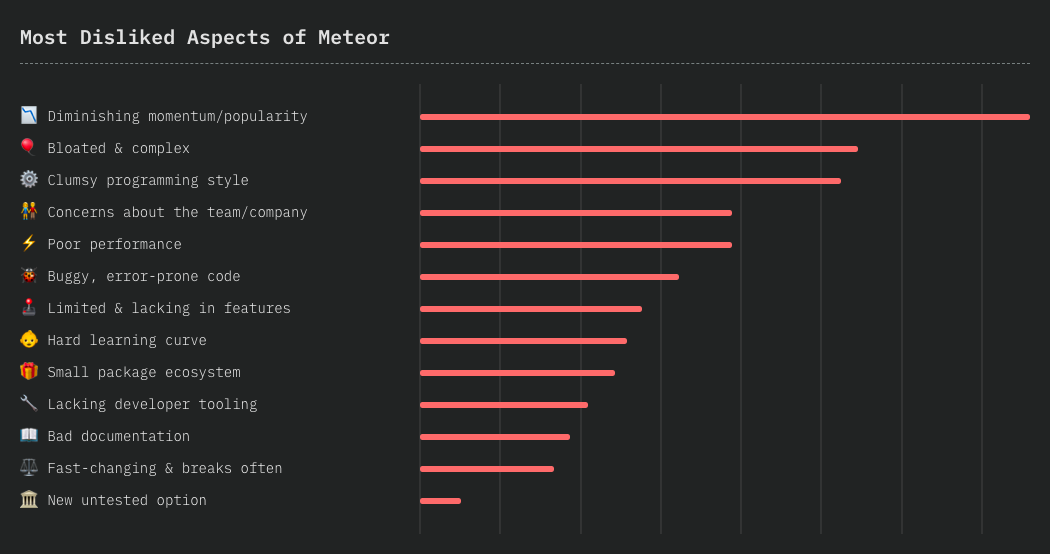 Most Disliked Aspects of Meteor
Diminishing momentum/popularity
Bloated & complex
Clumsy programming style
Concerns about the team/company
Poor performance
Buggy, error-prone code
Limited & lacking in features
Hard learning curve
Small package ecosystem
Lacking developer tooling
Bad documentation
Fast-changing & breaks often
New untested option